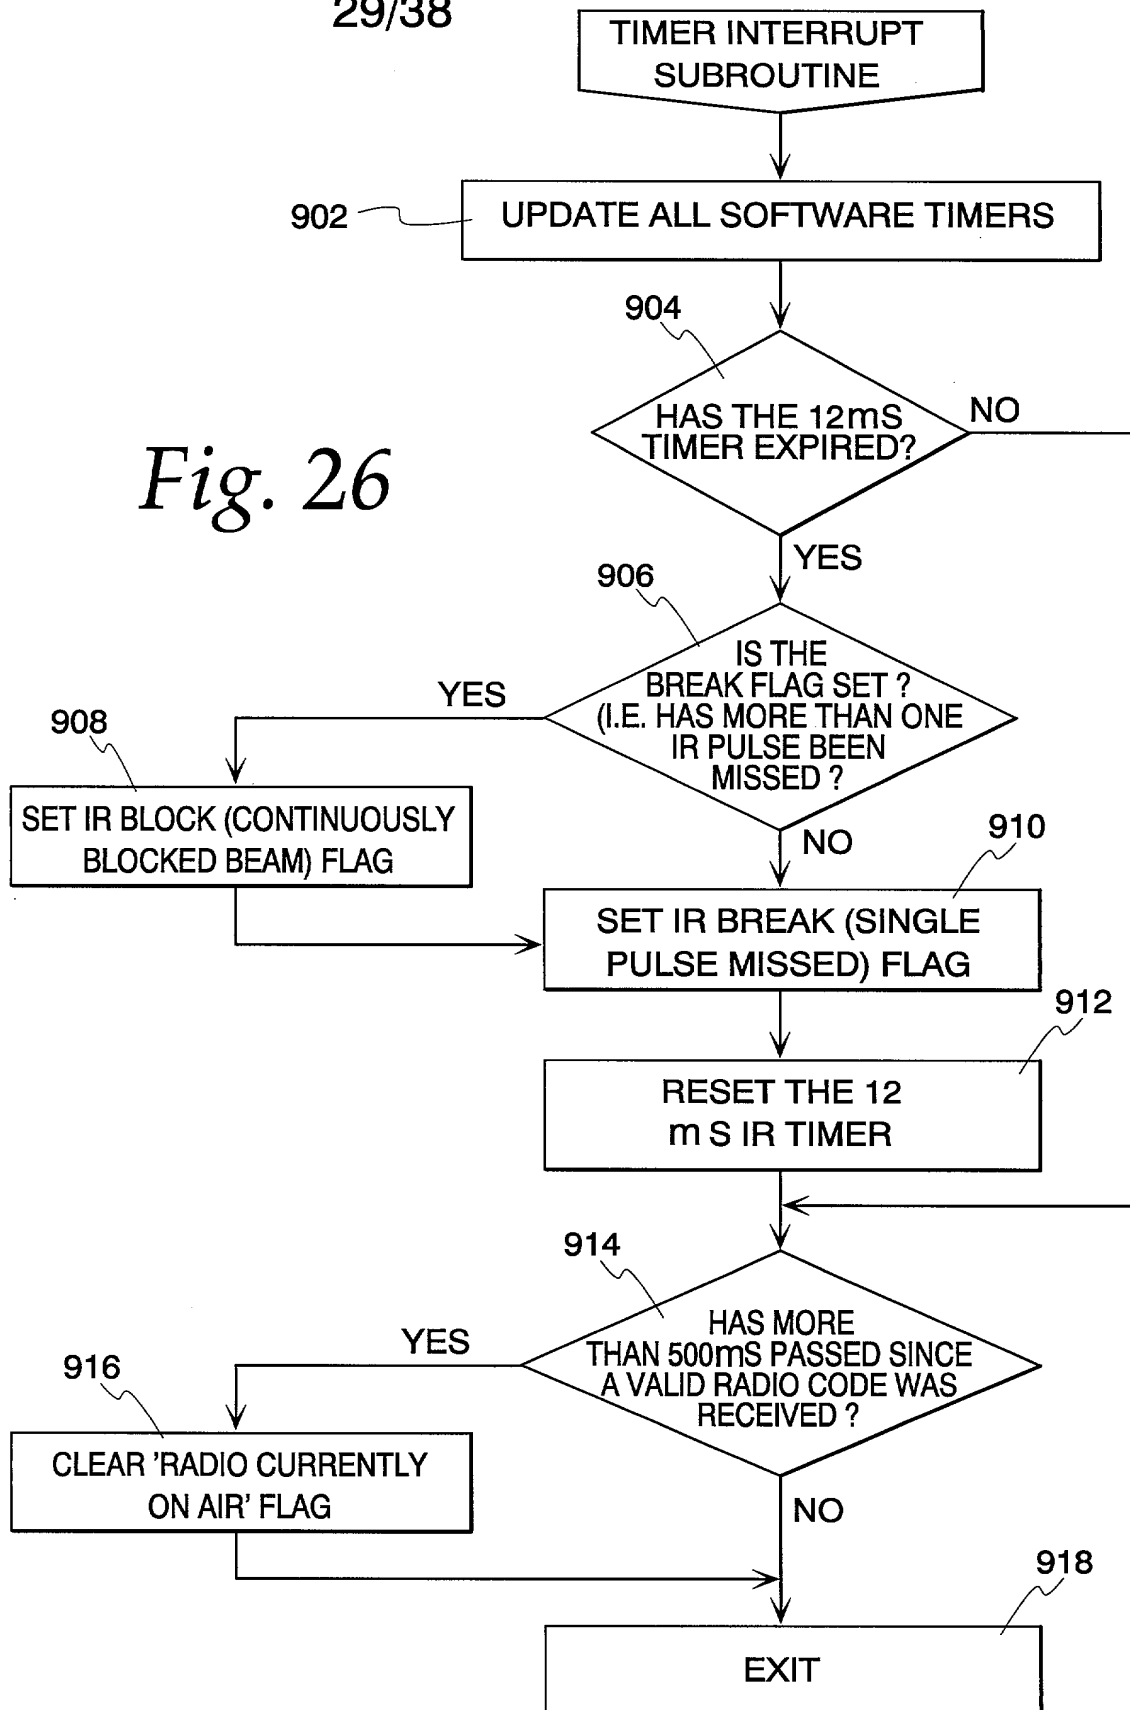 29/38
TIMER INTERRUPT
SUBROUTINE
902
UPDATE ALL SOFTWARE TIMERS
904
HAS THE 12mS
TIMER EXPIRED?
NO
Fig. 26
YES
906
IS THE
BREAK FLAG SET ?
(I.E. HAS MORE THAN ONE
IR PULSE BEEN
MISSED ?
YES
908
SET IR BLOCK (CONTINUOUSLY
BLOCKED BEAM) FLAG
NO
910
SET IR BREAK (SINGLE
PULSE MISSED) FLAG
912
RESET THE 12
m S IR TIMER
914
HAS MORE
THAN 500mS PASSED SINCE
A VALID RADIO CODE WAS
RECEIVED ?
YES
916
CLEAR 'RADIO CURRENTLY
ON AIR' FLAG
NO
918
EXIT